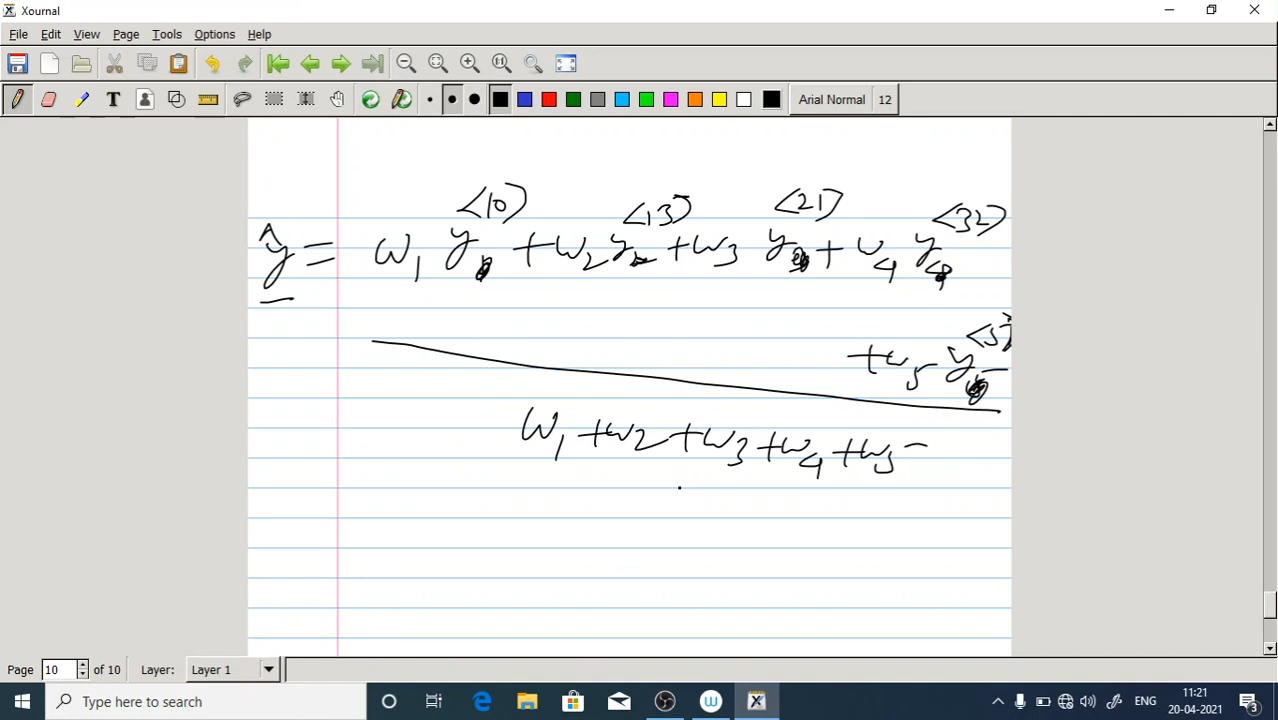 Xournal
File Edit View Page Tools Options Help
Arial Normal 12
<10> <13> <21> <32>
ŷ = w1 y + w2 y + w3 y + w4 y
+ w5 y
w1 + w2 + w3 + w4 + w5
Page 10 of 10 Layer: Layer 1
Type here to search
ENG
11:21
20-04-2021
3